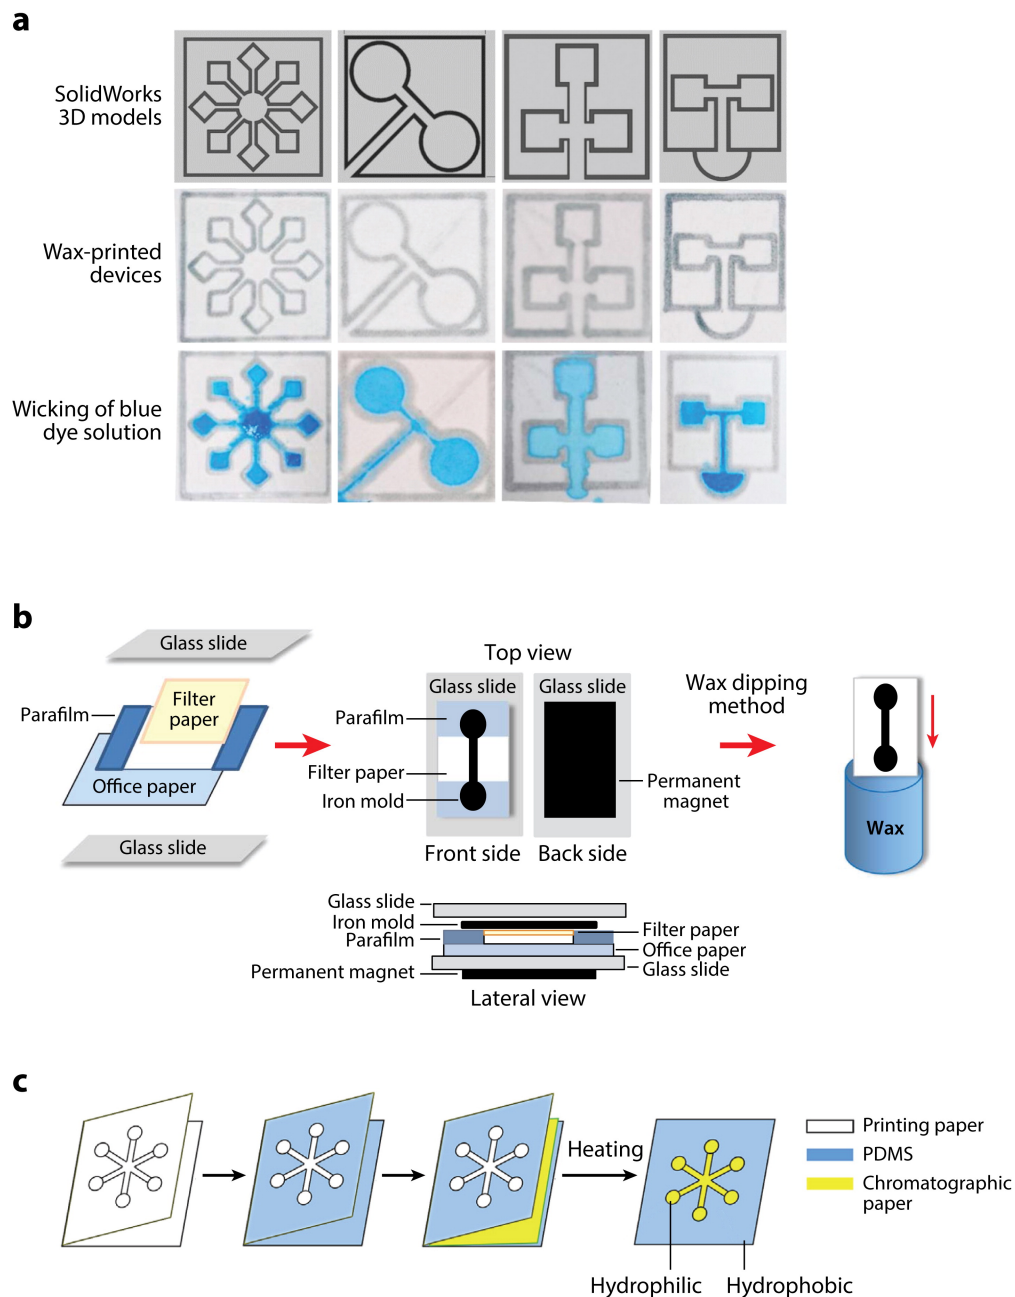 a
SolidWorks
3D models
Wax-printed
devices
Wicking of blue
dye solution
b
Glass slide
Filter
paper
Parafilm
Office paper
Glass slide
Top view
Glass slide
Glass slide
Parafilm
Filter paper
Iron mold
Permanent
magnet
Front side
Back side
Wax dipping
method
Wax
Glass slide
Iron mold
Parafilm
Permanent magnet
Filter paper
Office paper
Glass slide
Lateral view
c
Heating
Hydrophilic
Hydrophobic
Printing paper
PDMS
Chromatographic
paper